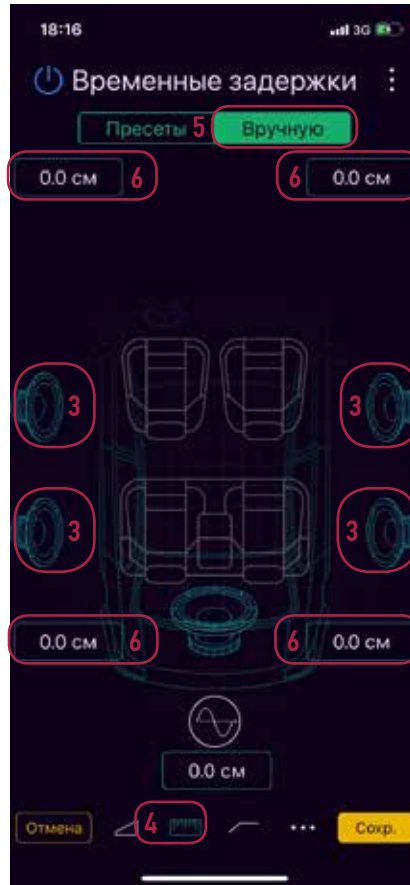 18:16 3G
Временные задержки
Пресеты 5 Вручную
0.0 см 6 6 0.0 см
3 3
3 3
0.0 см 6 6 0.0 см
0.0 см
Отмена 4 Сохр.